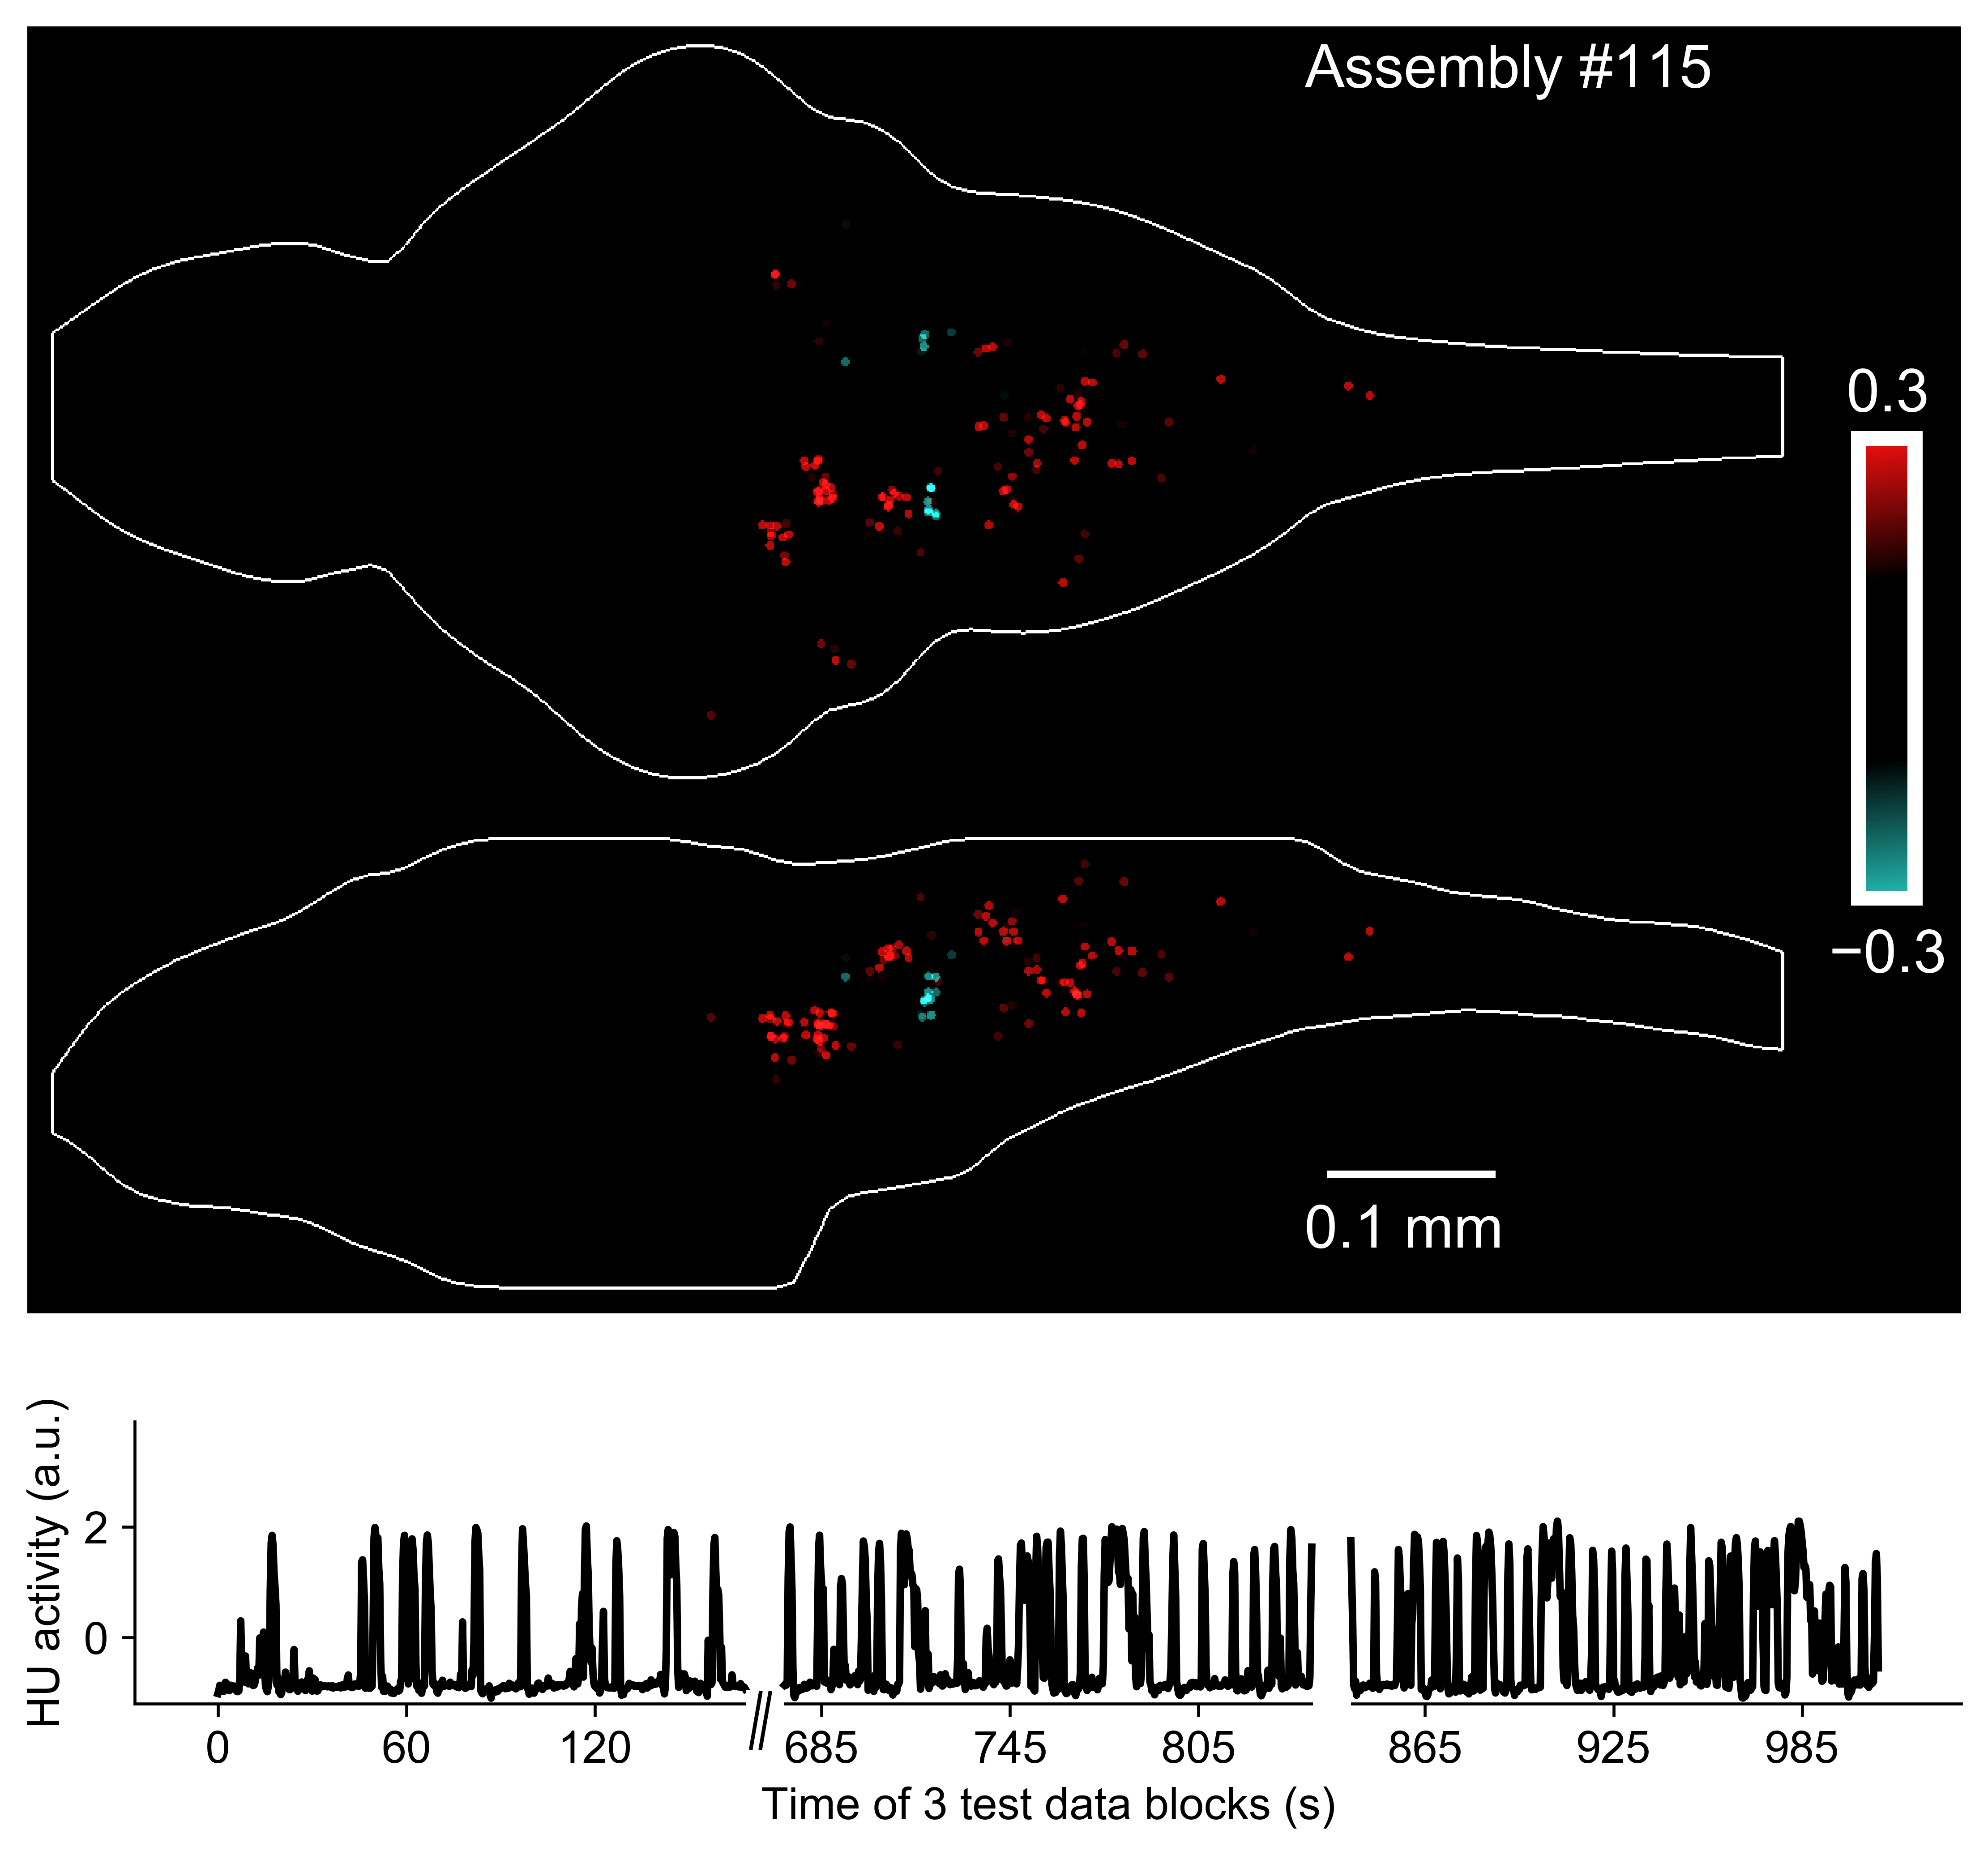 Assembly #115
0.3
−0.3
0.1 mm
HU activity (a.u.)
2
0
0 60 120 685 745 805 865 925 985
Time of 3 test data blocks (s)